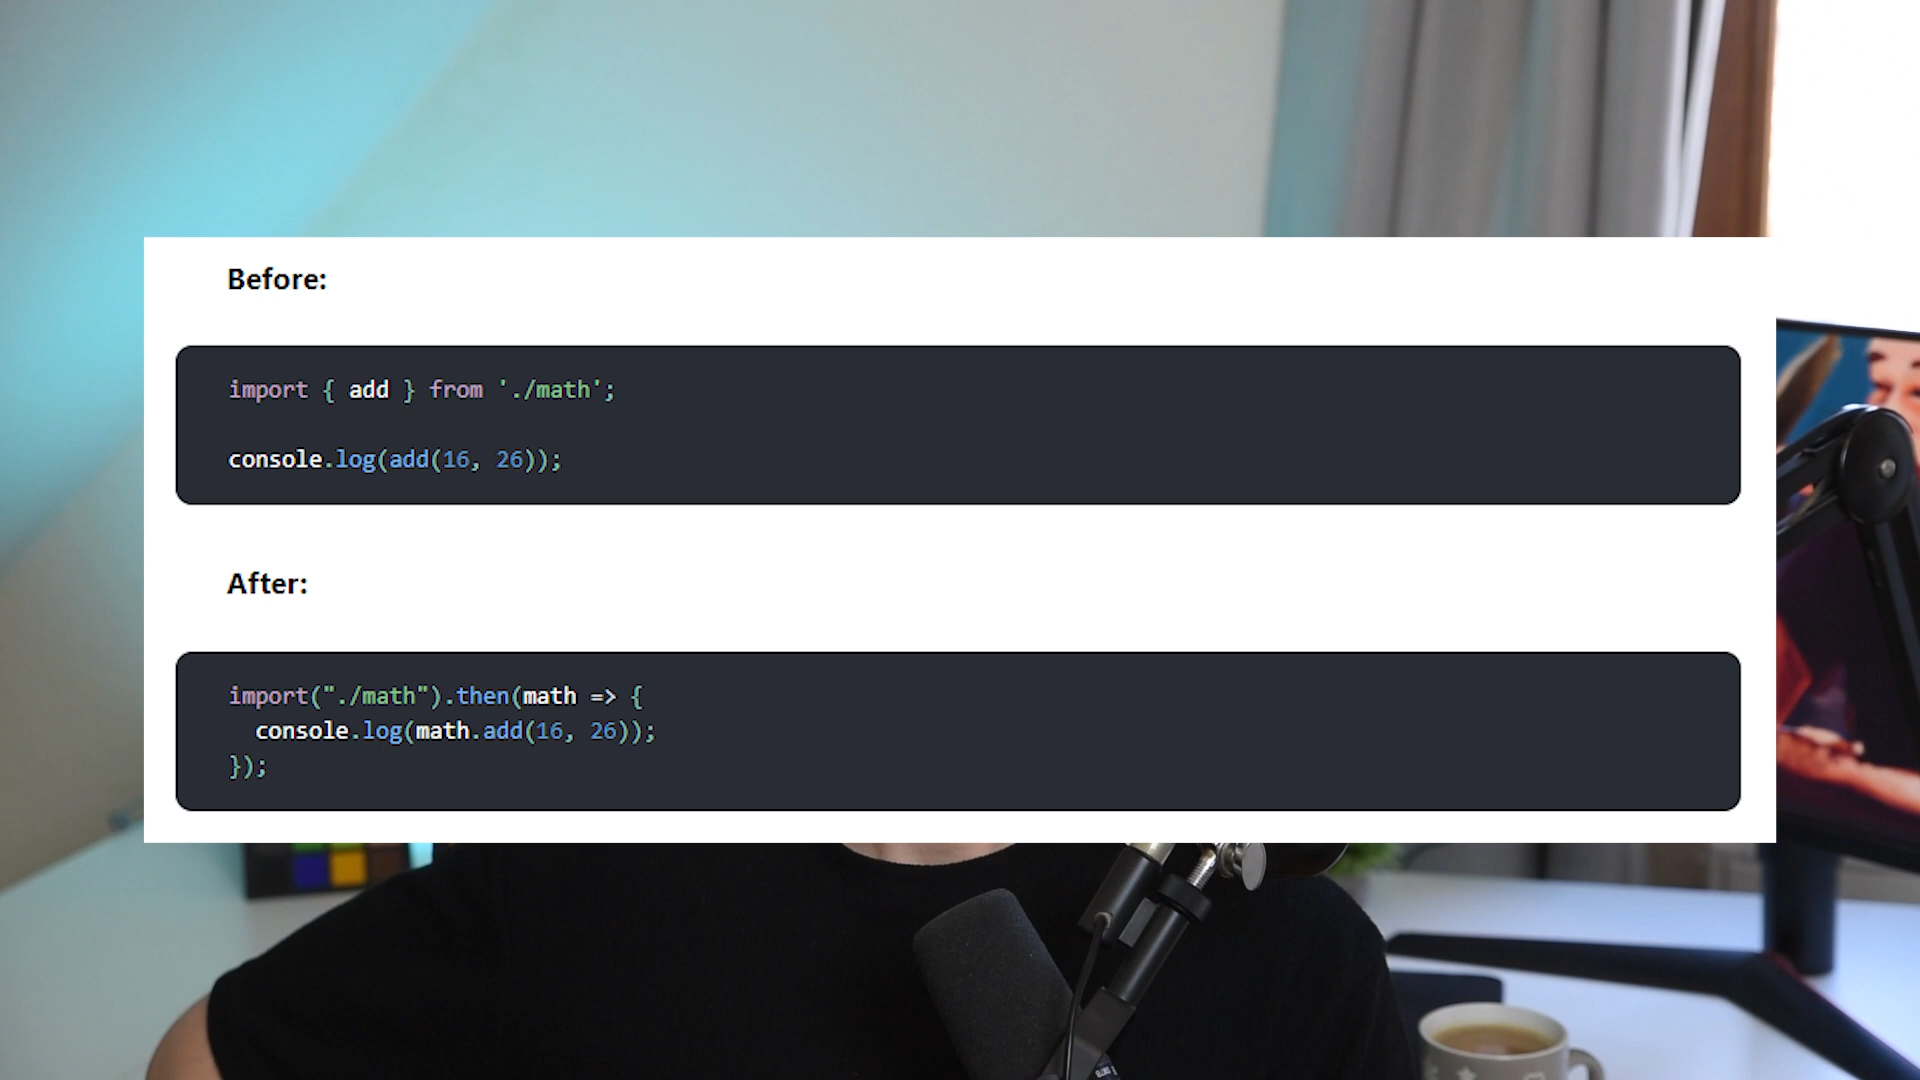 Before:
import { add } from './math';
console.log(add(16, 26));
After:
import("./math").then(math => {
  console.log(math.add(16, 26));
});